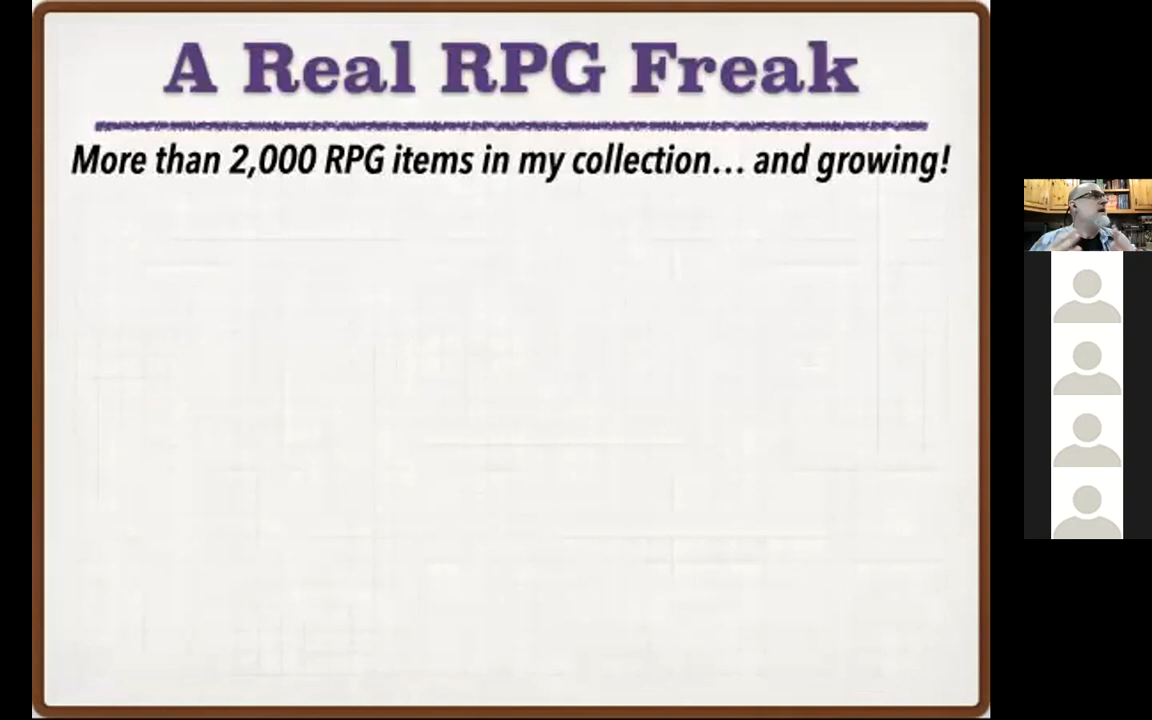 A Real RPG Freak
More than 2,000 RPG items in my collection... and growing!